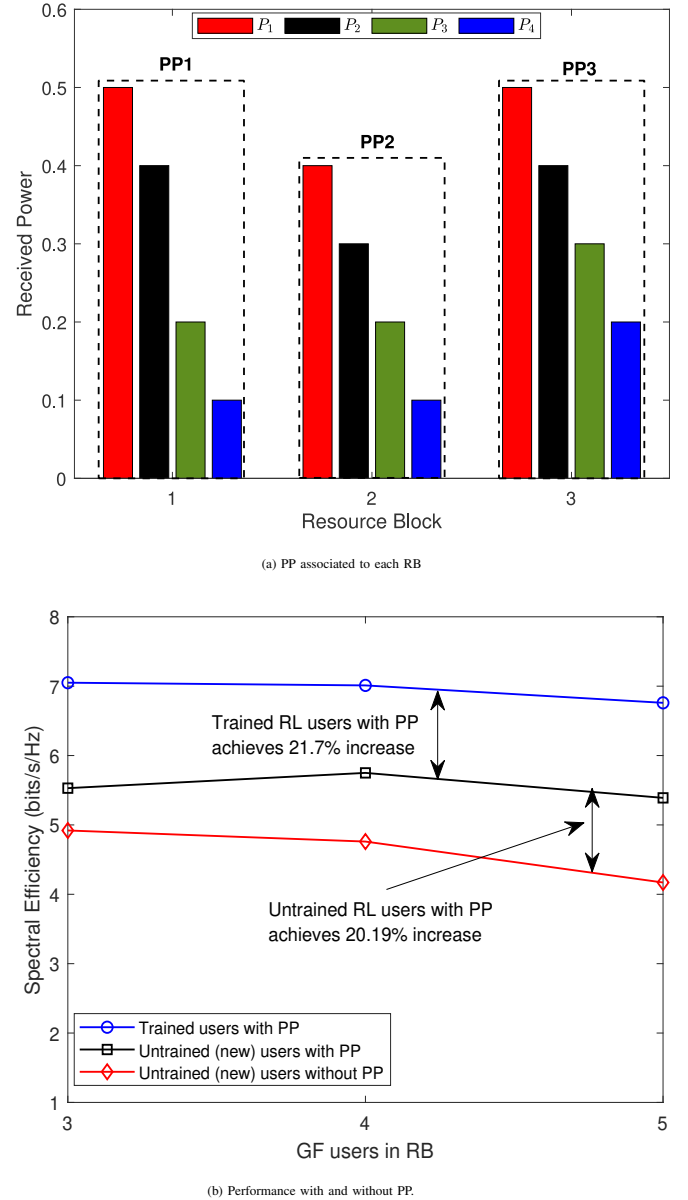 P1 P2 P3 P4
PP1
PP2
PP3
0.6
0.5
0.4
0.3
0.2
0.1
0
Received Power
1 2 3
Resource Block
(a) PP associated to each RB
8
7
6
5
4
3
2
1
Spectral Efficiency (bits/s/Hz)
Trained RL users with PP
achieves 21.7% increase
Untrained RL users with PP
achieves 20.19% increase
Trained users with PP
Untrained (new) users with PP
Untrained (new) users without PP
3 4 5
GF users in RB
(b) Performance with and without PP.